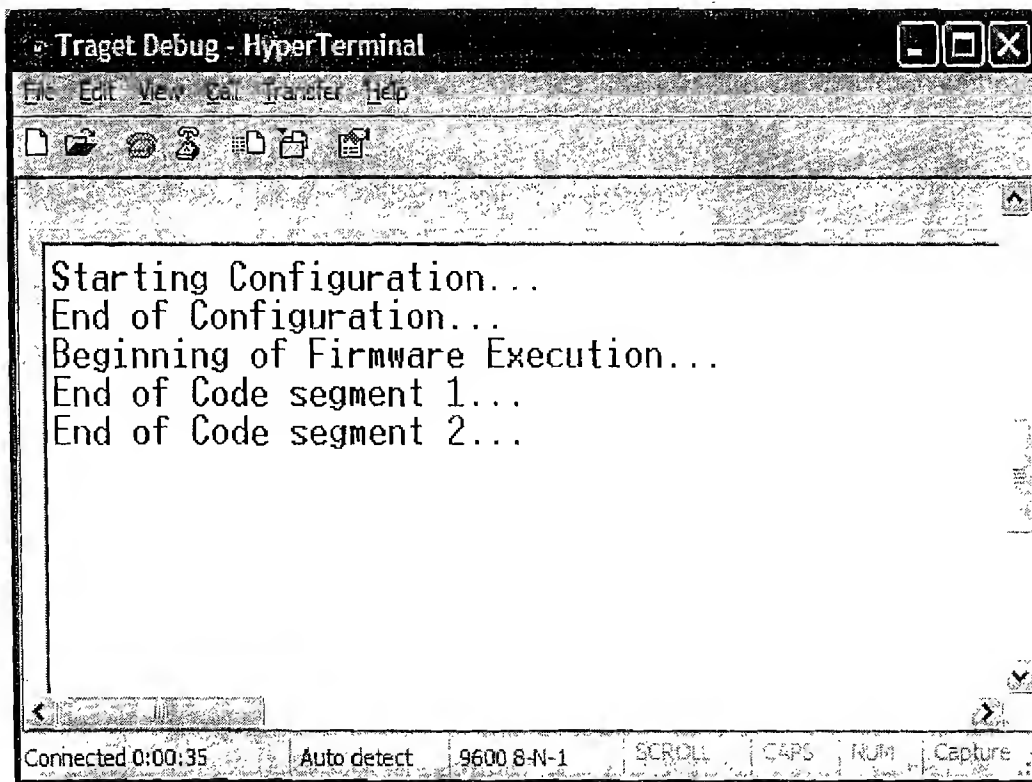 Traget Debug - HyperTerminal
File Edit View Call Transfer Help
Starting Configuration...
End of Configuration...
Beginning of Firmware Execution...
End of Code segment 1...
End of Code segment 2...
Connected 0:00:35 Auto detect 9600 8-N-1 SCROLL CAPS NUM Capture